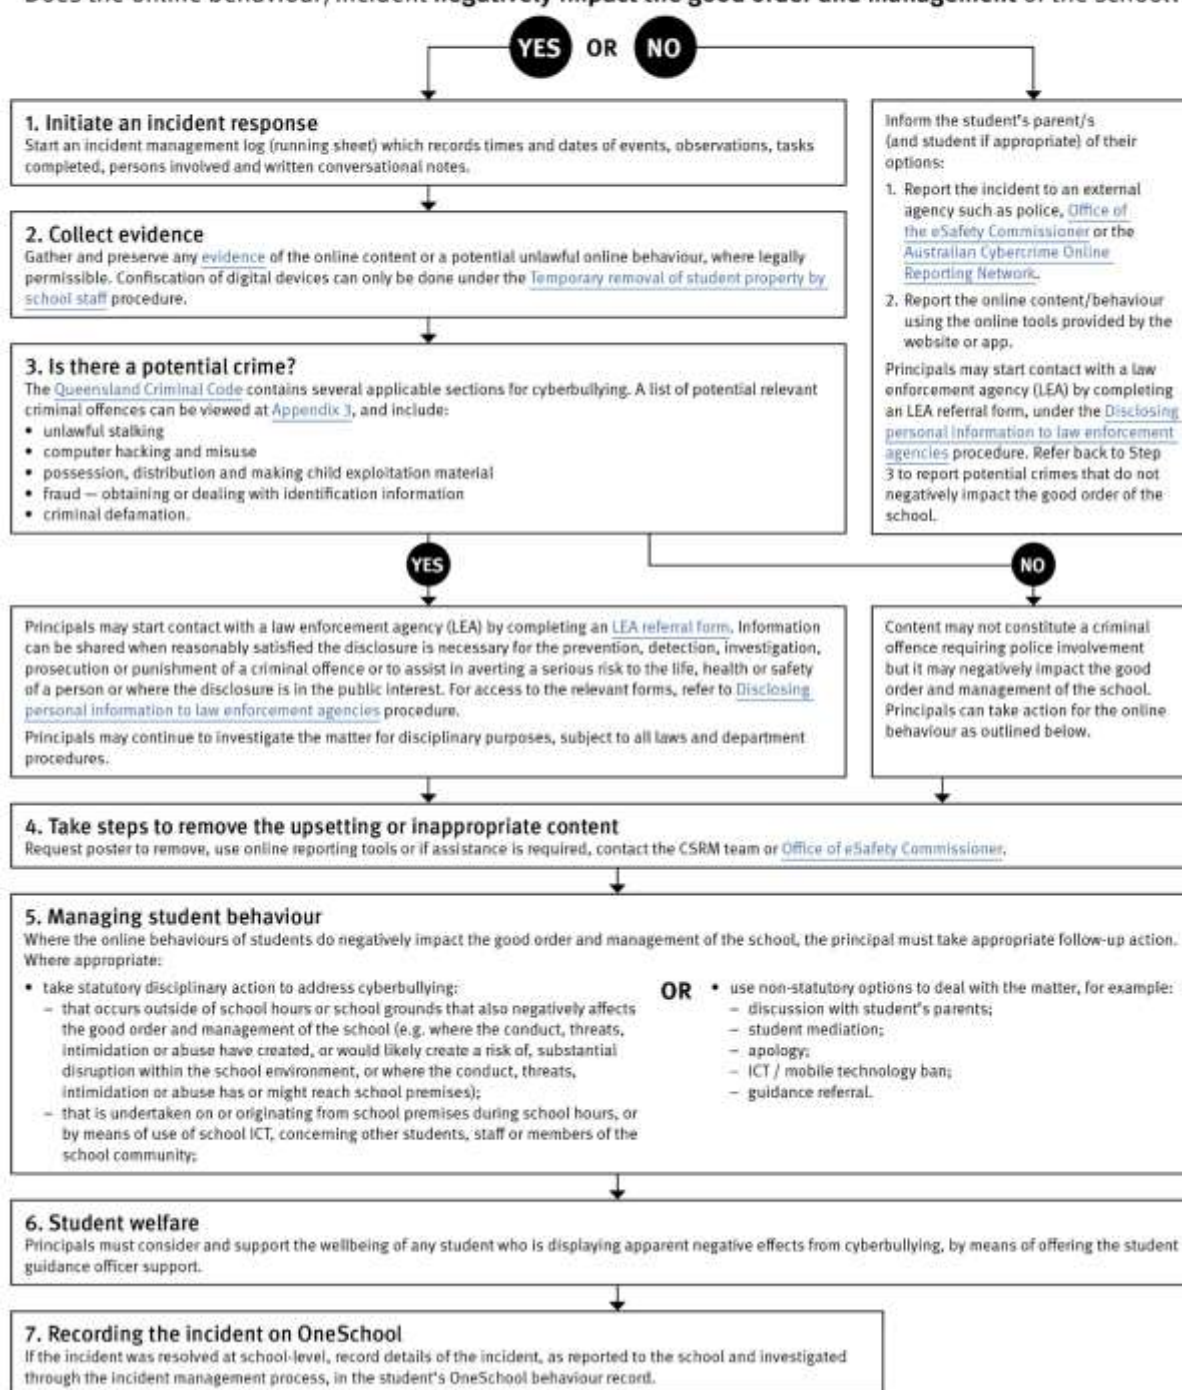 Does the online behaviour/incident negatively impact the good order and management of the school?
YES OR NO
1. Initiate an incident response
Start an incident management log (running sheet) which records times and dates of events, observations, tasks
completed, persons involved and written conversational notes.
Inform the student's parent/s
(and student if appropriate) of their
options:
1. Report the incident to an external
agency such as police, Office of
the eSafety Commissioner or the
Australian Cybercrime Online
Reporting Network.
2. Report the online content/behaviour
using the online tools provided by the
website or app.
Principals may start contact with a law
enforcement agency (LEA) by completing
an LEA referral form, under the Disclosing
personal information to law enforcement
agencies procedure. Refer back to Step
3 to report potential crimes that do not
negatively impact the good order of the
school.
2. Collect evidence
Gather and preserve any evidence of the online content or a potential unlawful online behaviour, where legally
permissible. Confiscation of digital devices can only be done under the Temporary removal of student property by
school staff procedure.
3. Is there a potential crime?
The Queensland Criminal Code contains several applicable sections for cyberbullying. A list of potential relevant
criminal offences can be viewed at Appendix 3, and include:
• unlawful stalking
• computer hacking and misuse
• possession, distribution and making child exploitation material
• fraud — obtaining or dealing with identification information
• criminal defamation.
YES
NO
Principals may start contact with a law enforcement agency (LEA) by completing an LEA referral form. Information
can be shared when reasonably satisfied the disclosure is necessary for the prevention, detection, investigation,
prosecution or punishment of a criminal offence or to assist in averting a serious risk to the life, health or safety
of a person or where the disclosure is in the public interest. For access to the relevant forms, refer to Disclosing
personal information to law enforcement agencies procedure.
Principals may continue to investigate the matter for disciplinary purposes, subject to all laws and department
procedures.
Content may not constitute a criminal
offence requiring police involvement
but it may negatively impact the good
order and management of the school.
Principals can take action for the online
behaviour as outlined below.
4. Take steps to remove the upsetting or inappropriate content
Request poster to remove, use online reporting tools or if assistance is required, contact the CSRM team or Office of eSafety Commissioner.
5. Managing student behaviour
Where the online behaviours of students do negatively impact the good order and management of the school, the principal must take appropriate follow-up action.
Where appropriate:
• take statutory disciplinary action to address cyberbullying:
– that occurs outside of school hours or school grounds that also negatively affects
the good order and management of the school (e.g. where the conduct, threats,
intimidation or abuse have created, or would likely create a risk of, substantial
disruption within the school environment, or where the conduct, threats,
intimidation or abuse has or might reach school premises);
– that is undertaken on or originating from school premises during school hours, or
by means of use of school ICT, concerning other students, staff or members of the
school community;
OR
• use non-statutory options to deal with the matter, for example:
– discussion with student's parents;
– student mediation;
– apology;
– ICT / mobile technology ban;
– guidance referral.
6. Student welfare
Principals must consider and support the wellbeing of any student who is displaying apparent negative effects from cyberbullying, by means of offering the student
guidance officer support.
7. Recording the incident on OneSchool
If the incident was resolved at school-level, record details of the incident, as reported to the school and investigated
through the incident management process, in the student's OneSchool behaviour record.